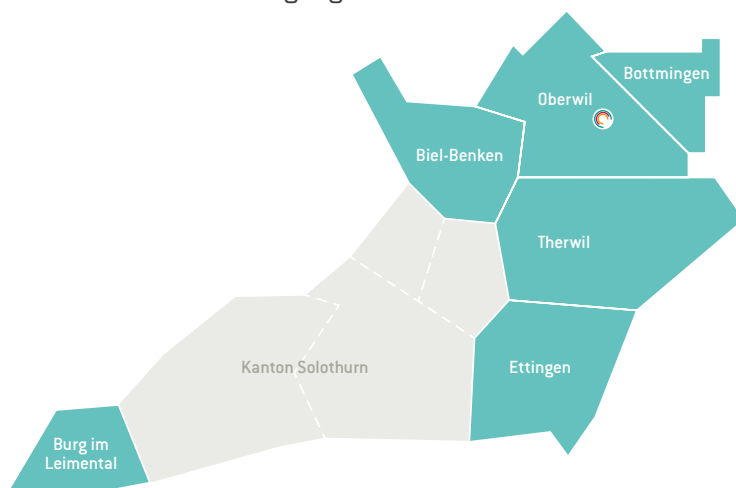 Bottmingen
Oberwil
Biel-Benken
Therwil
Kanton Solothurn
Ettingen
Burg im
Leimental